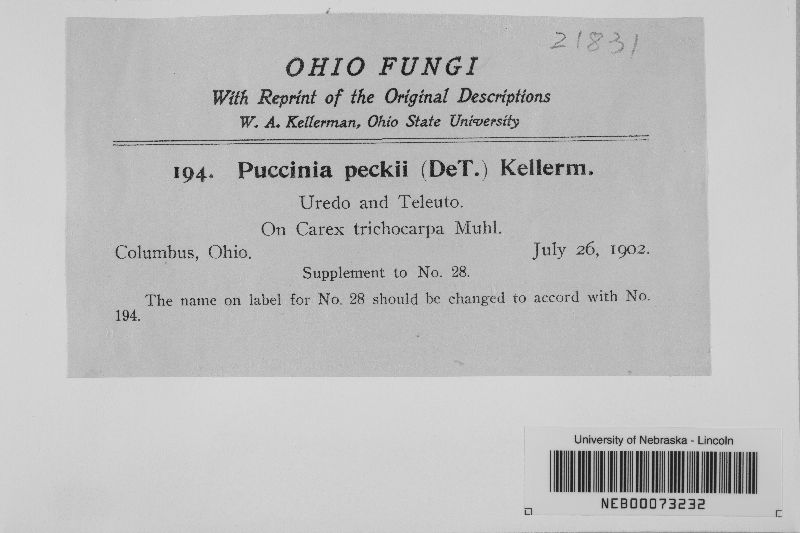 21831
OHIO FUNGI
With Reprint of the Original Descriptions
W. A. Kellerman, Ohio State University
194. Puccinia peckii (DeT.) Kellerm.
Uredo and Teleuto.
On Carex trichocarpa Muhl.
Columbus, Ohio. July 26, 1902.
Supplement to No. 28.
The name on label for No. 28 should be changed to accord with No.
194.
University of Nebraska - Lincoln
NEB00073232